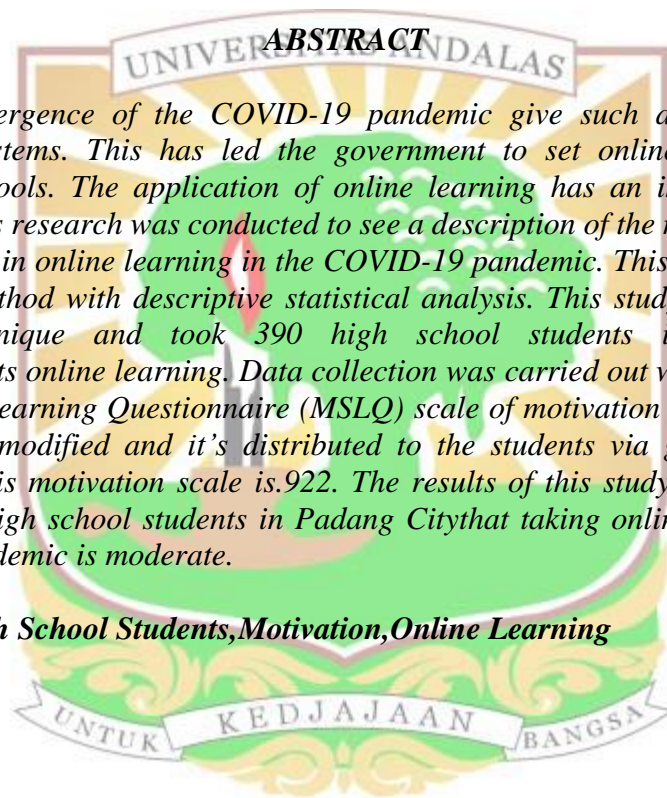 ABSTRACT
UNIVERSITAS ANDALAS
ergence of the COVID-19 pandemic give such a
stems. This has led the government to set online
ools. The application of online learning has an i
s research was conducted to see a description of the
in online learning in the COVID-19 pandemic. This
thod with descriptive statistical analysis. This study
nique and took 390 high school students i
ts online learning. Data collection was carried out
earning Questionnaire (MSLQ) scale of motivation
modified and it's distributed to the students via
is motivation scale is.922. The results of this study
igh school students in Padang Citythat taking onlin
demic is moderate.
h School Students,Motivation,Online Learning
UNTUK KEDJAJAAN BANGSA